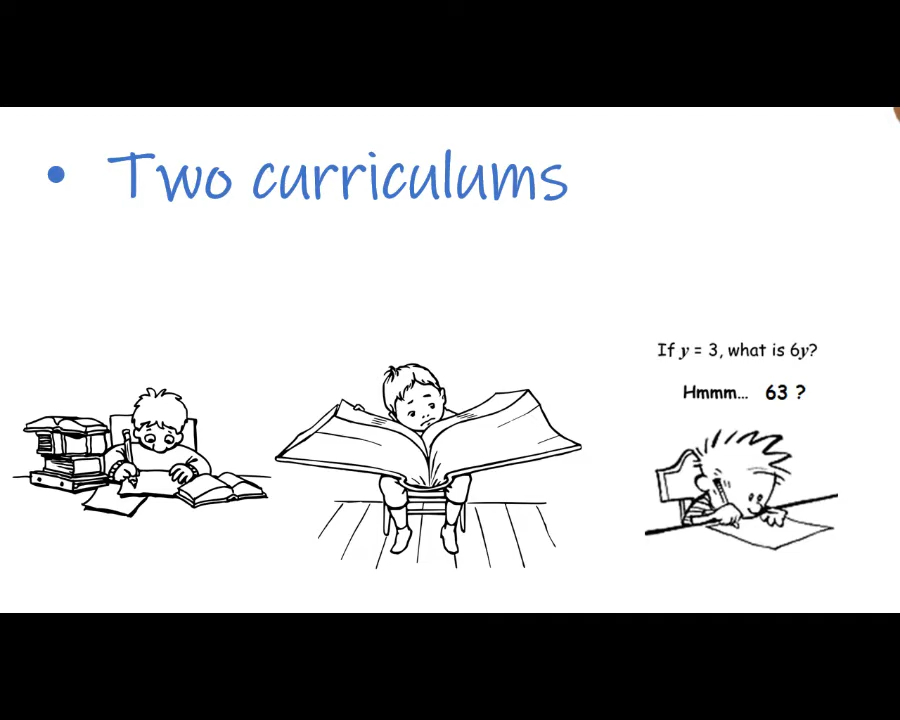 • Two curriculums
If y = 3, what is 6y?
Hmmm... 63 ?